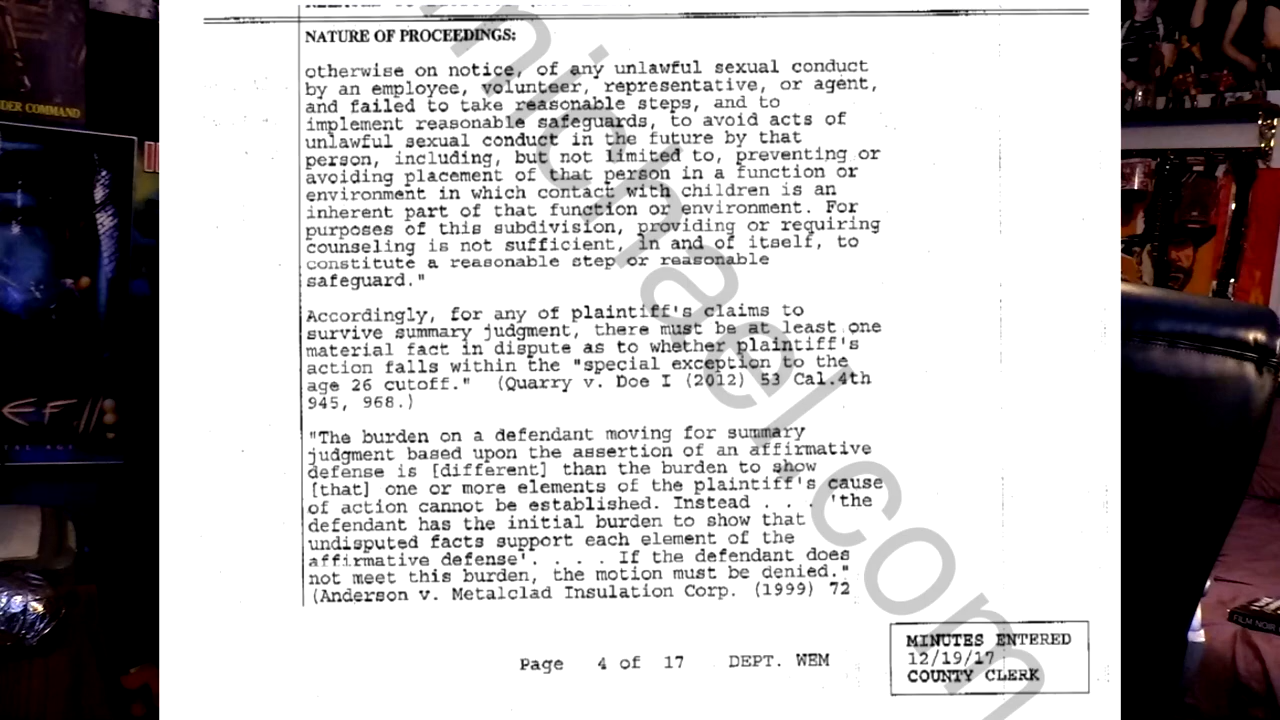 NATURE OF PROCEEDINGS:
otherwise on notice, of any unlawful sexual conduct
by an employee, volunteer, representative, or agent,
and failed to take reasonable steps, and to
implement reasonable safeguards, to avoid acts of
unlawful sexual conduct in the future by that
person, including, but not limited to, preventing or
avoiding placement of that person in a function or
environment in which contact with children is an
inherent part of that function or environment. For
purposes of this subdivision, providing or requiring
counseling is not sufficient, in and of itself, to
constitute a reasonable step or reasonable
safeguard."
Accordingly, for any of plaintiff's claims to
survive summary judgment, there must be at least one
material fact in dispute as to whether plaintiff's
action falls within the "special exception to the
age 26 cutoff." (Quarry v. Doe I (2012) 53 Cal.4th
945, 968.)
"The burden on a defendant moving for summary
judgment based upon the assertion of an affirmative
defense is [different] than the burden to show
[that] one or more elements of the plaintiff's cause
of action cannot be established. Instead . . . 'the
defendant has the initial burden to show that
undisputed facts support each element of the
affirmative defense'. . . . If the defendant does
not meet this burden, the motion must be denied."
(Anderson v. Metalclad Insulation Corp. (1999) 72
Page 4 of 17 DEPT. WEM
MINUTES ENTERED
12/19/17
COUNTY CLERK
michael.com
DER COMMAND
FILM NOIR